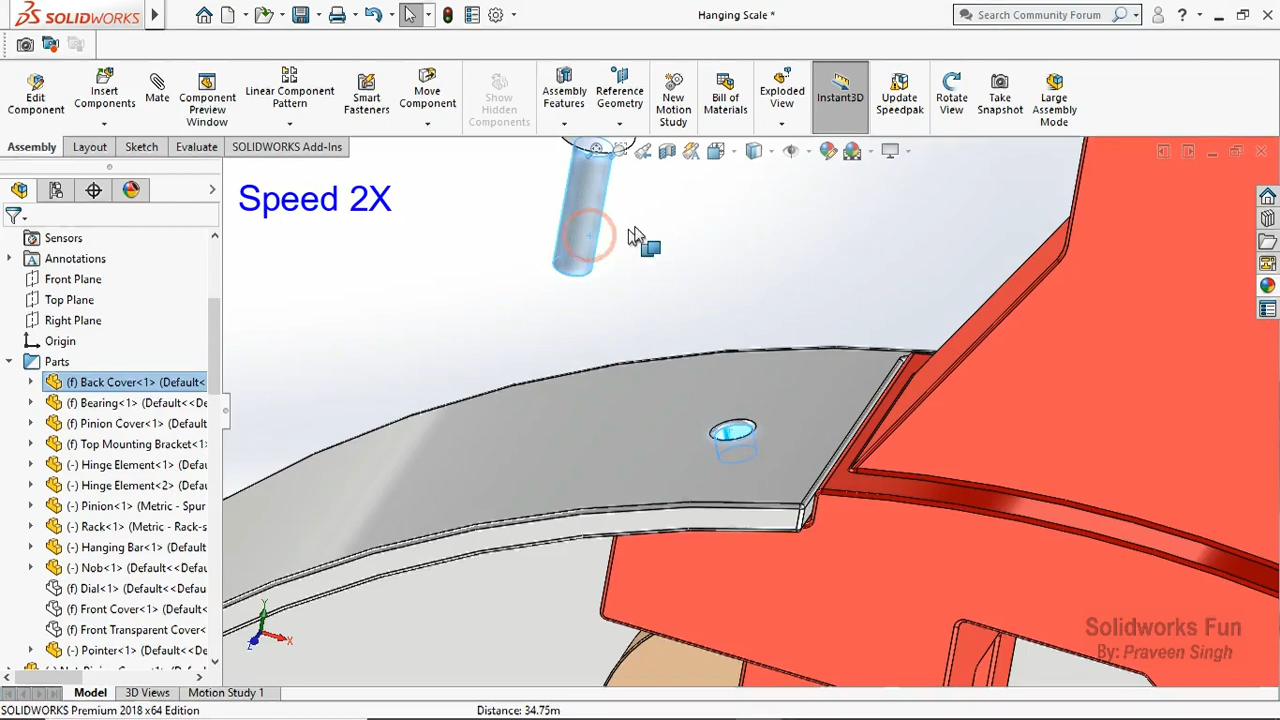 SOLIDWORKS
Hanging Scale *
Search Community Forum
?
Edit Component
Insert Components
Mate
Component Preview Window
Linear Component Pattern
Smart Fasteners
Move Component
Show Hidden Components
Assembly Features
Reference Geometry
New Motion Study
Bill of Materials
Exploded View
Instant3D
Update Speedpak
Rotate View
Take Snapshot
Large Assembly Mode
Assembly
Layout
Sketch
Evaluate
SOLIDWORKS Add-Ins
Speed 2X
Sensors
Annotations
Front Plane
Top Plane
Right Plane
Origin
Parts
(f) Back Cover<1> (Default<
(f) Bearing<1> (Default<<De
(f) Pinion Cover<1> (Default
(f) Top Mounting Bracket<1>
(-) Hinge Element<1> (Defau
(-) Hinge Element<2> (Defau
(-) Pinion<1> (Metric - Spur
(-) Rack<1> (Metric - Rack-s
(-) Hanging Bar<1> (Default
(-) Nob<1> (Default<<Defau
(f) Dial<1> (Default<<Defau
(f) Front Cover<1> (Default
(f) Front Transparent Cover<
(-) Pointer<1> (Default<<De
Y
X
Z
Solidworks Fun
By: Praveen Singh
Model
3D Views
Motion Study 1
SOLIDWORKS Premium 2018 x64 Edition
Distance: 34.75m